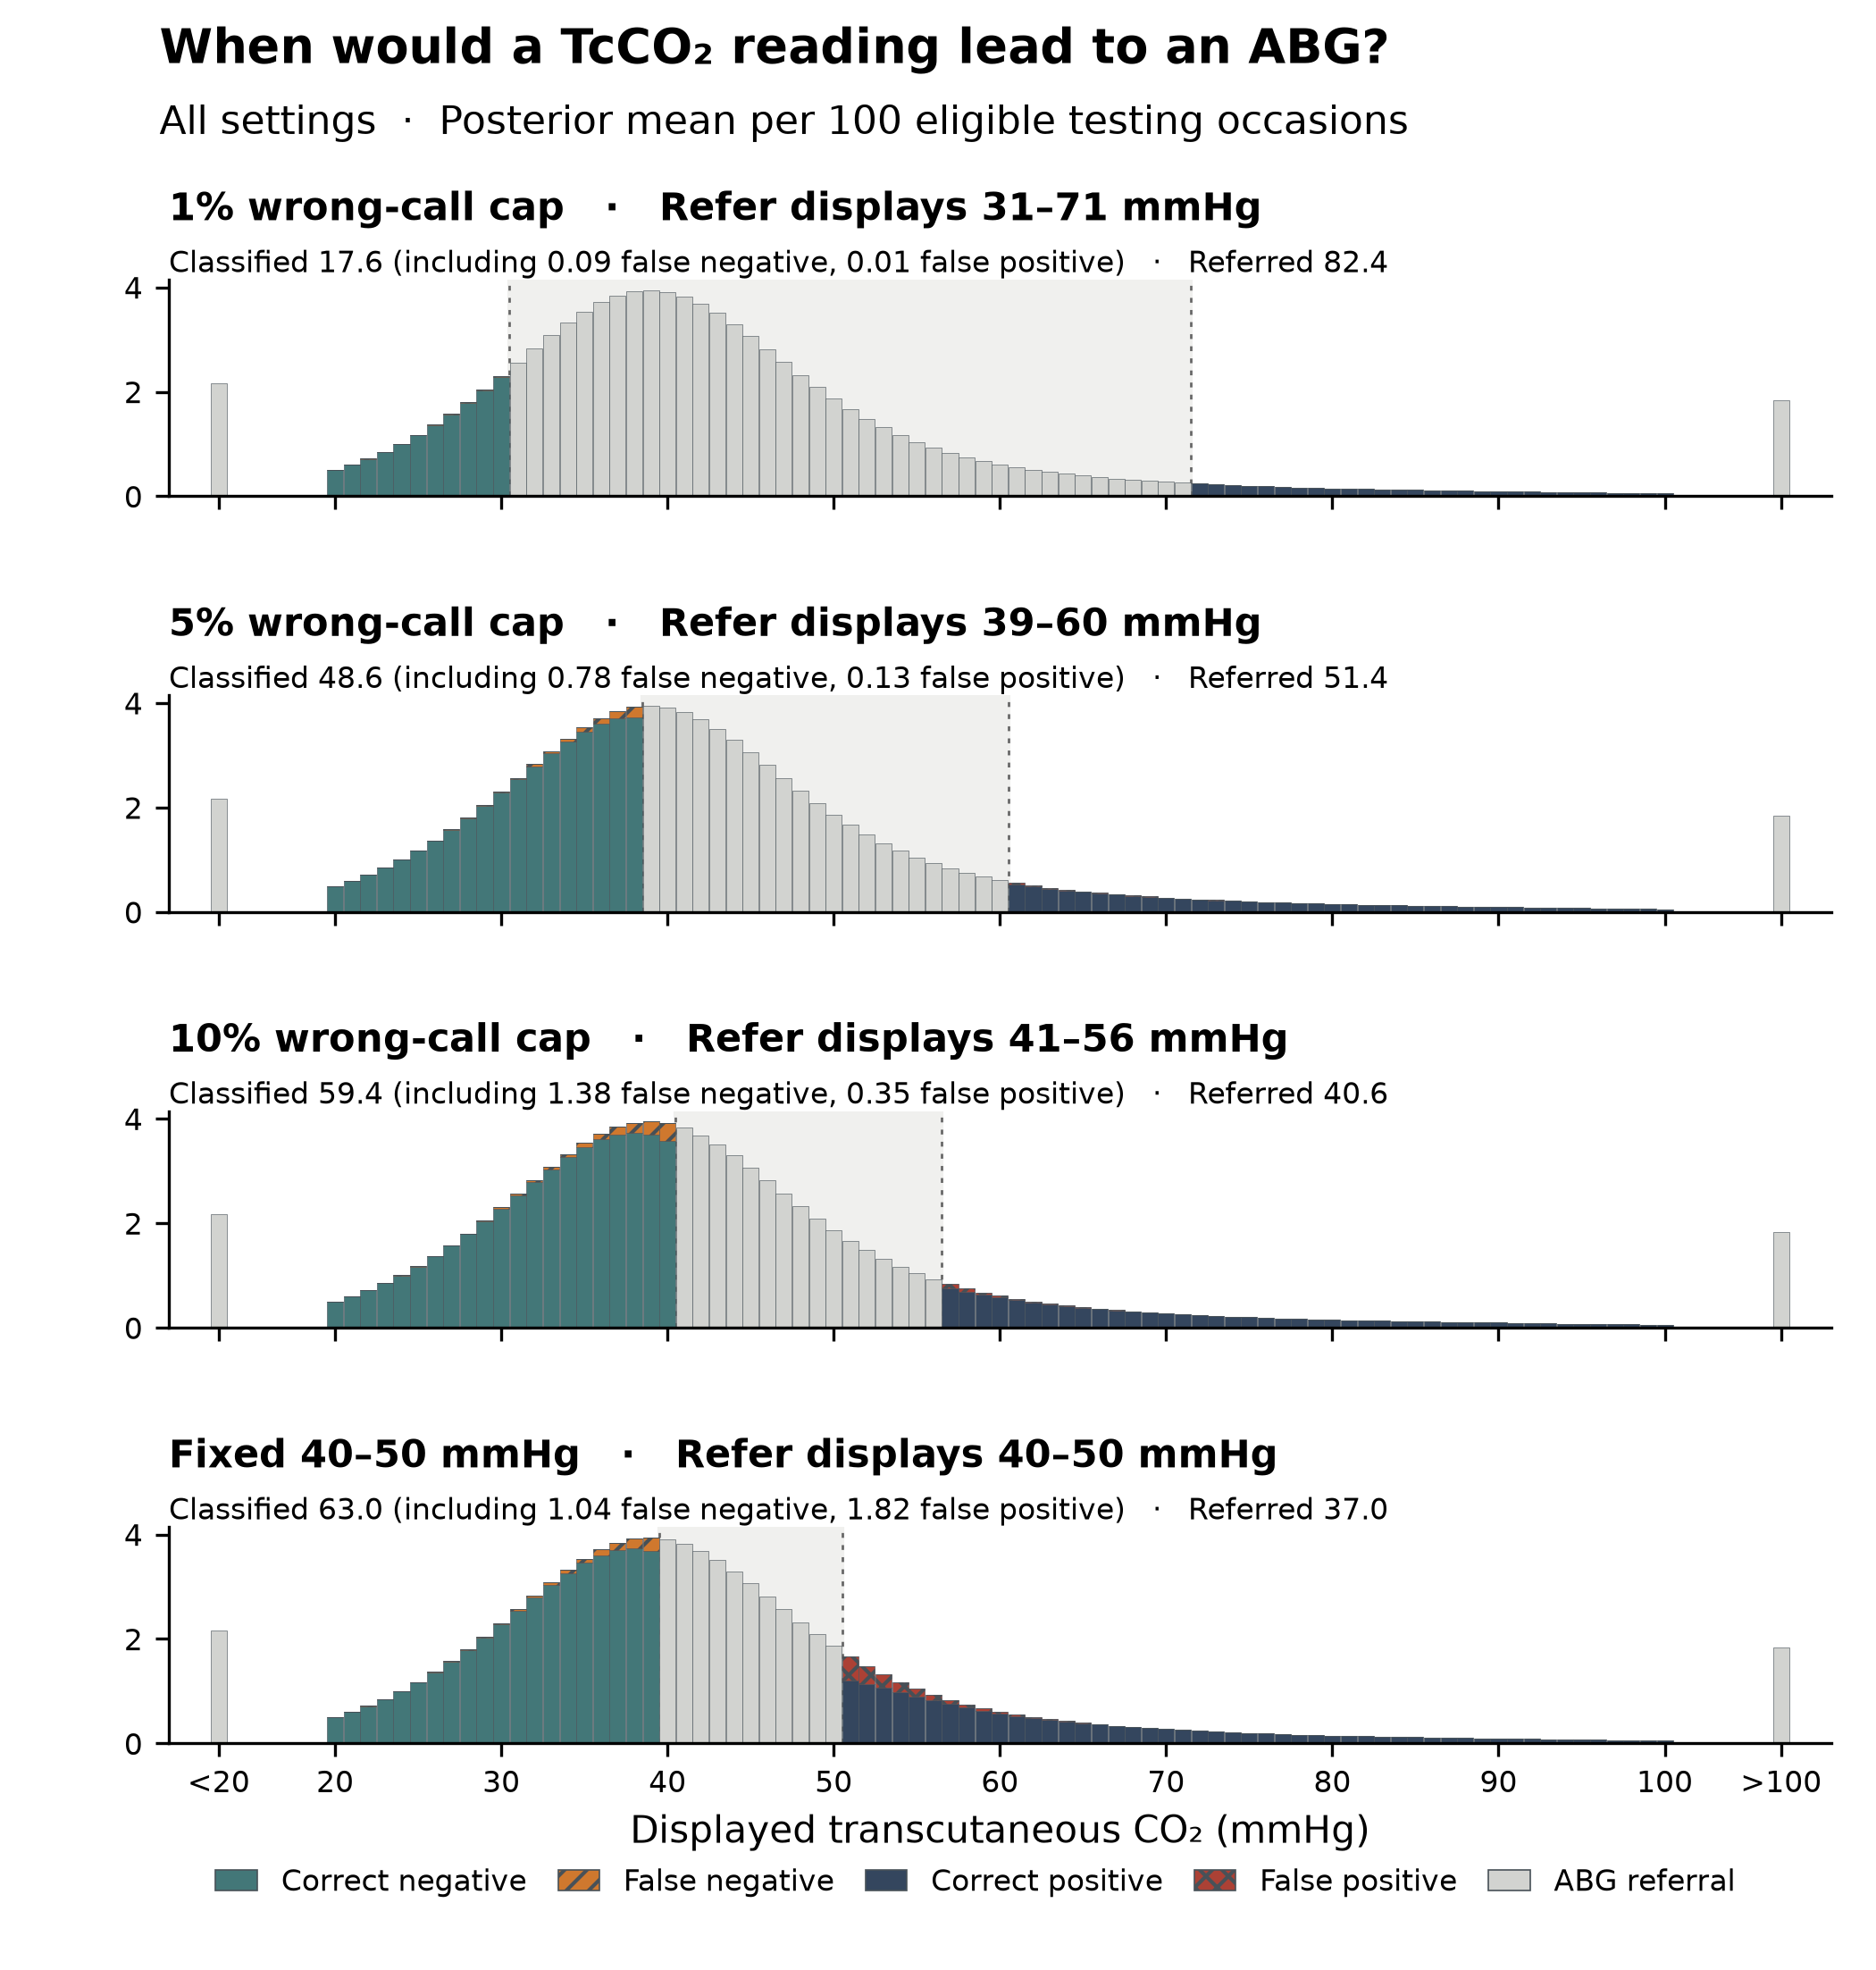 When would a TcCO₂ reading lead to an ABG?
All settings · Posterior mean per 100 eligible testing occasions
1% wrong-call cap · Refer displays 31–71 mmHg
Classified 17.6 (including 0.09 false negative, 0.01 false positive) · Referred 82.4
4
2
0
5% wrong-call cap · Refer displays 39–60 mmHg
Classified 48.6 (including 0.78 false negative, 0.13 false positive) · Referred 51.4
4
2
0
10% wrong-call cap · Refer displays 41–56 mmHg
Classified 59.4 (including 1.38 false negative, 0.35 false positive) · Referred 40.6
4
2
0
Fixed 40–50 mmHg · Refer displays 40–50 mmHg
Classified 63.0 (including 1.04 false negative, 1.82 false positive) · Referred 37.0
4
2
0
<20 20 30 40 50 60 70 80 90 100 >100
Displayed transcutaneous CO₂ (mmHg)
Correct negative False negative Correct positive False positive ABG referral